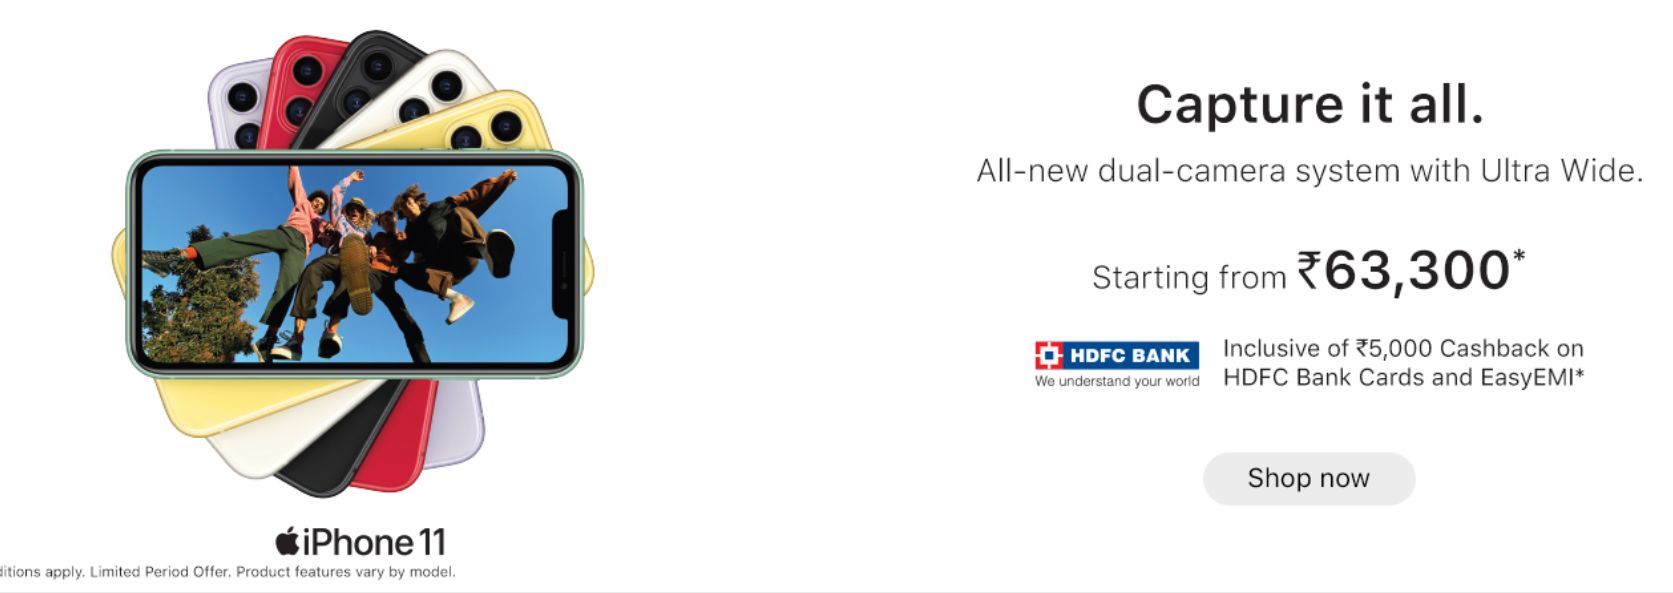 Capture it all.
All-new dual-camera system with Ultra Wide.
Starting from ₹63,300*
HDFC BANK
We understand your world
Inclusive of ₹5,000 Cashback on
HDFC Bank Cards and EasyEMI*
Shop now
iPhone 11
apply. Limited Period Offer. Product features vary by model.